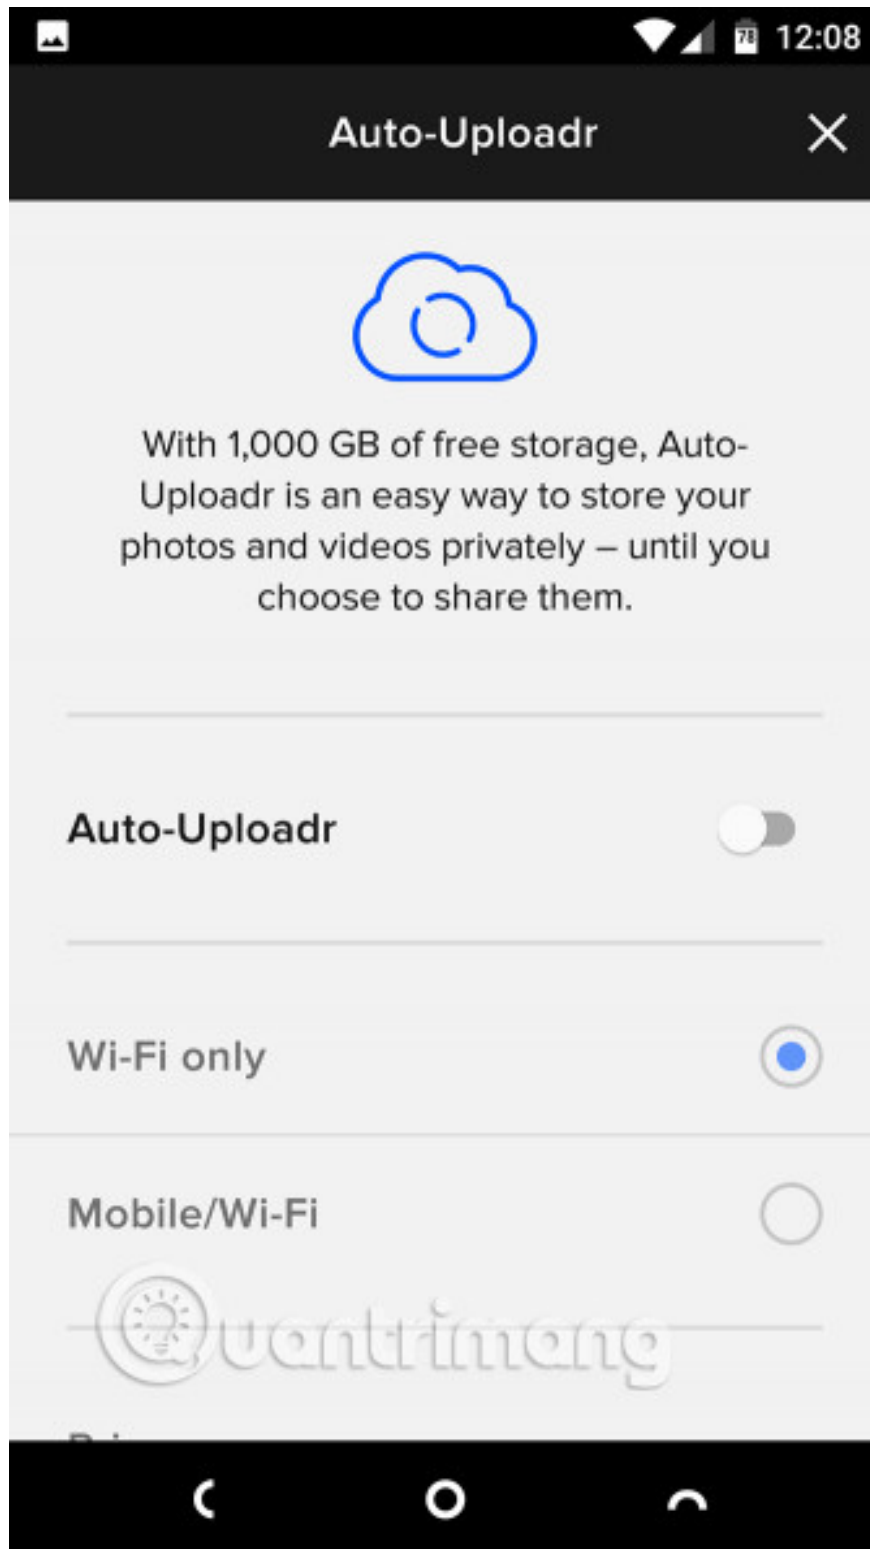 78 12:08
Auto-Uploadr
With 1,000 GB of free storage, Auto-
Uploadr is an easy way to store your
photos and videos privately – until you
choose to share them.
Auto-Uploadr
Wi-Fi only
Mobile/Wi-Fi
Quantrimang